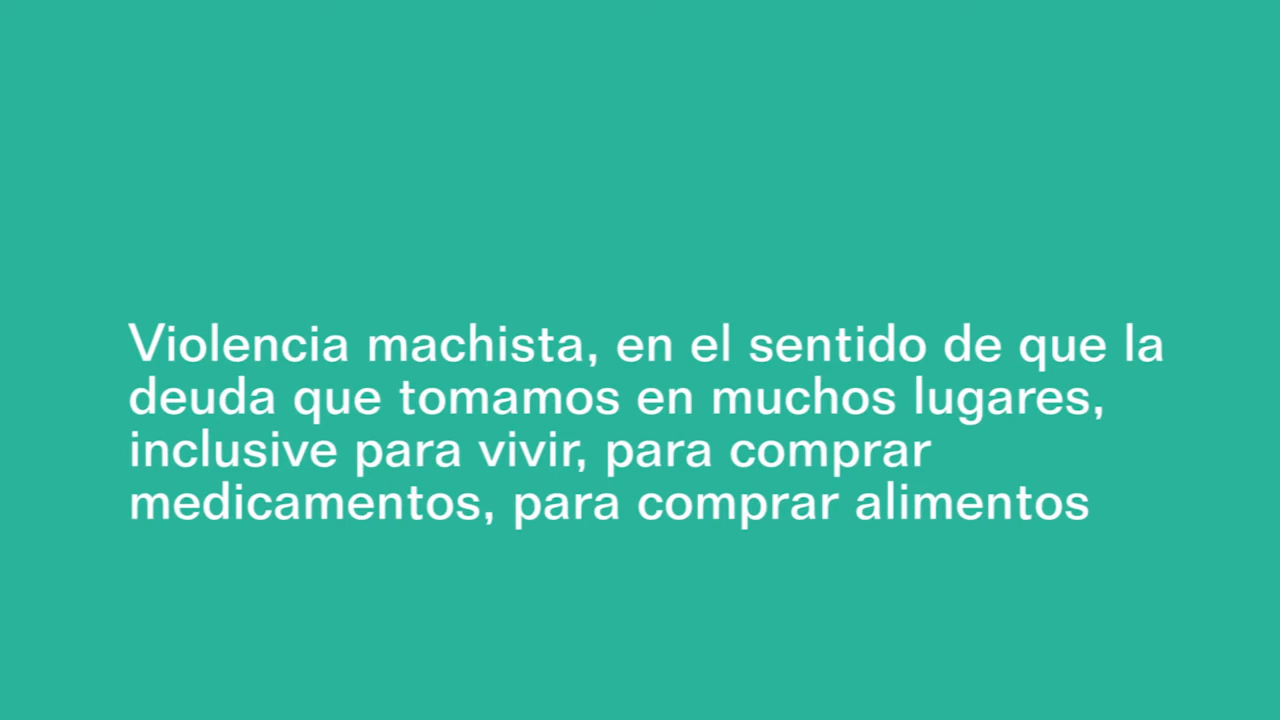 Violencia machista, en el sentido de que la
deuda que tomamos en muchos lugares,
inclusive para vivir, para comprar
medicamentos, para comprar alimentos